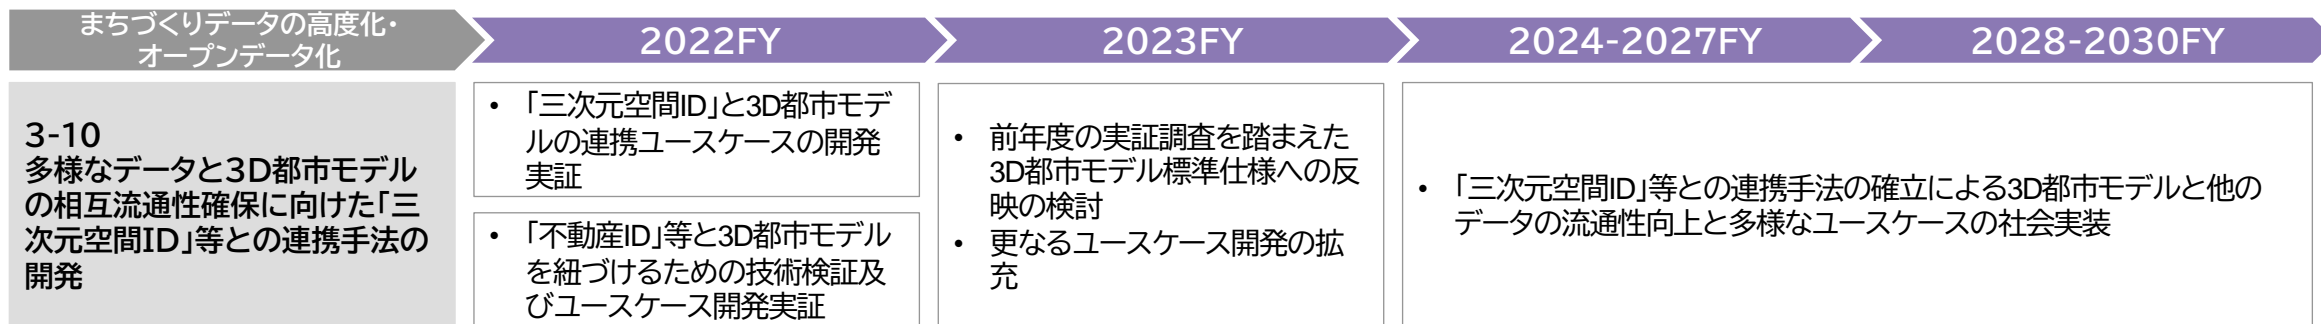 まちづくりデータの高度化・
オープンデータ化
2022FY
2023FY
2024-2027FY
2028-2030FY
3-10
多様なデータと3D都市モデル
の相互流通性確保に向けた「三
次元空間ID」等との連携手法の
開発
• 「三次元空間ID」と3D都市モデ
ルの連携ユースケースの開発
実証
• 「不動産ID」等と3D都市モデル
を紐づけるための技術検証及
びユースケース開発実証
• 前年度の実証調査を踏まえた
3D都市モデル標準仕様への反
映の検討
• 更なるユースケース開発の拡
充
• 「三次元空間ID」等との連携手法の確立による3D都市モデルと他の
データの流通性向上と多様なユースケースの社会実装